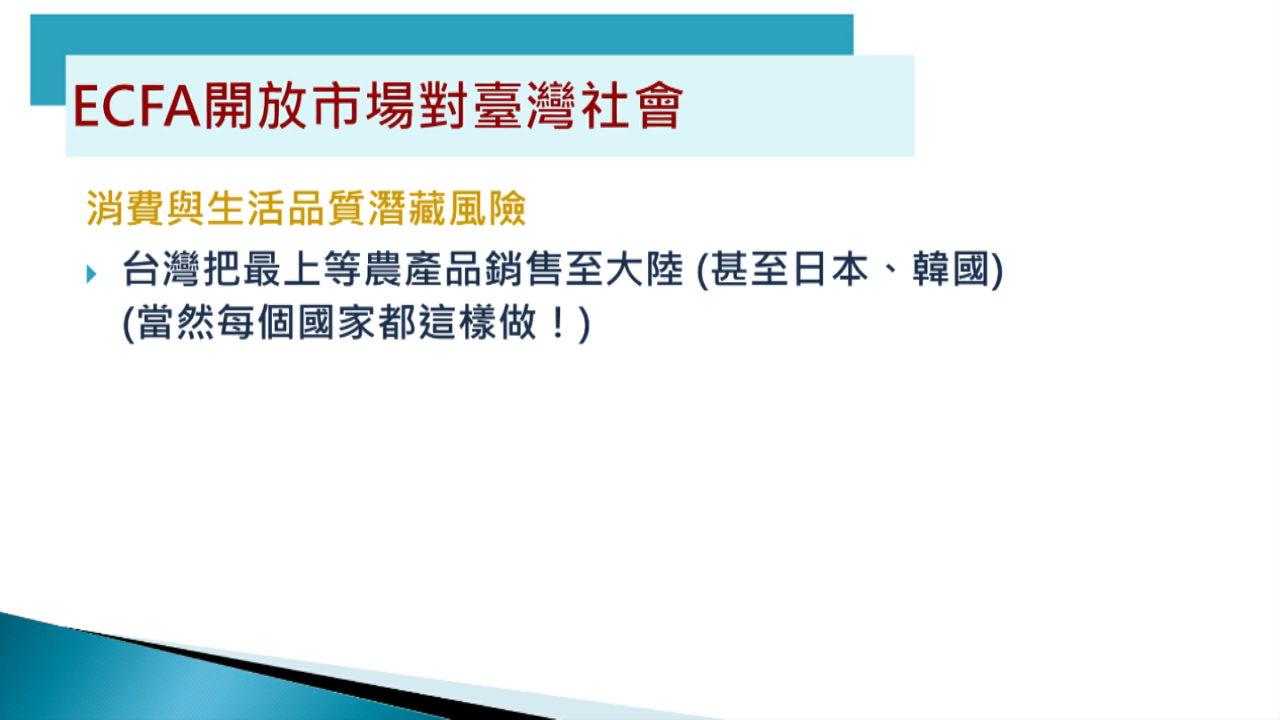 ECFA開放市場對臺灣社會
消費與生活品質潛藏風險
台灣把最上等農產品銷售至大陸 (甚至日本、韓國)
(當然每個國家都這樣做！)